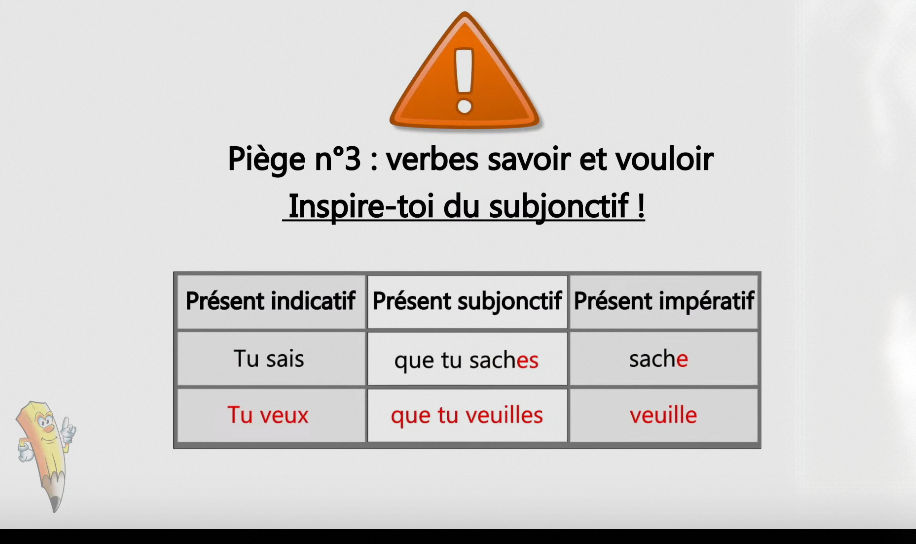 Piège n°3 : verbes savoir et vouloir
Inspire-toi du subjonctif !
Présent indicatif Présent subjonctif Présent impératif
Tu sais que tu saches sache
Tu veux que tu veuilles veuille